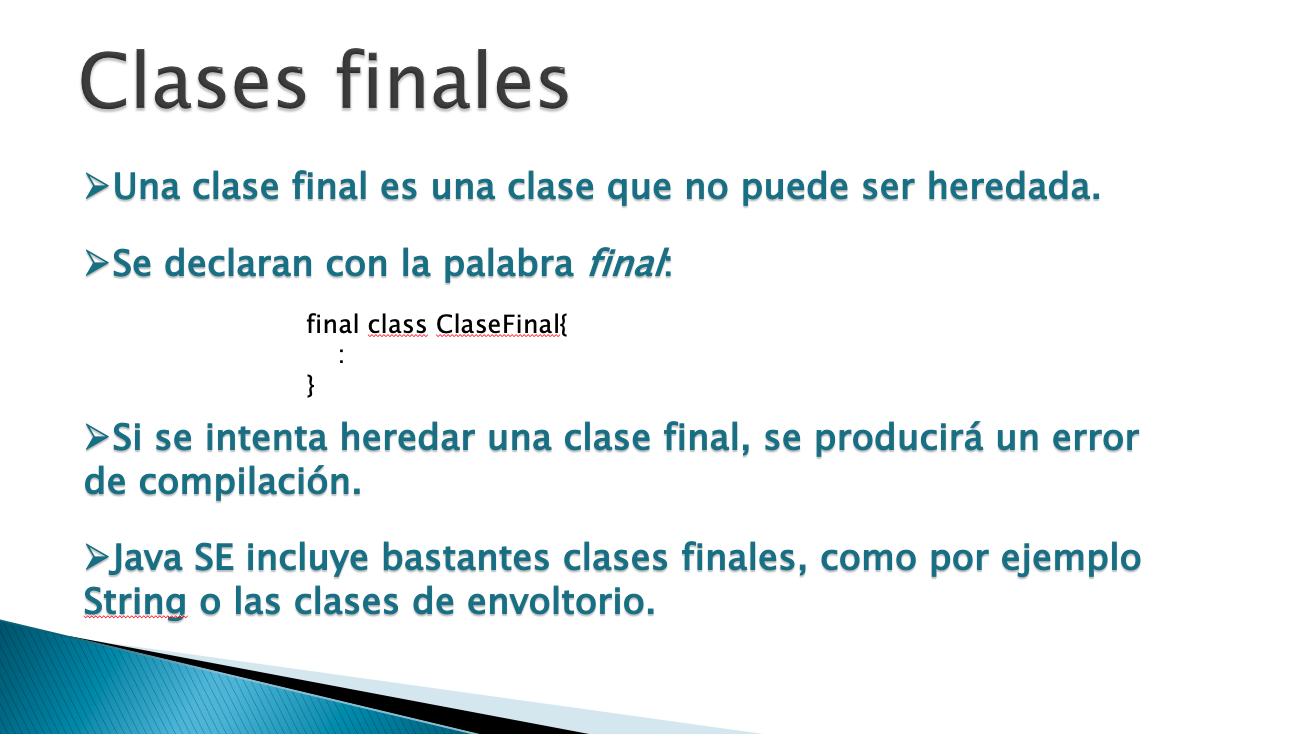 Clases finales
➢Una clase final es una clase que no puede ser heredada.
➢Se declaran con la palabra final:
final class ClaseFinal{
:
}
➢Si se intenta heredar una clase final, se producirá un error
de compilación.
➢Java SE incluye bastantes clases finales, como por ejemplo
String o las clases de envoltorio.